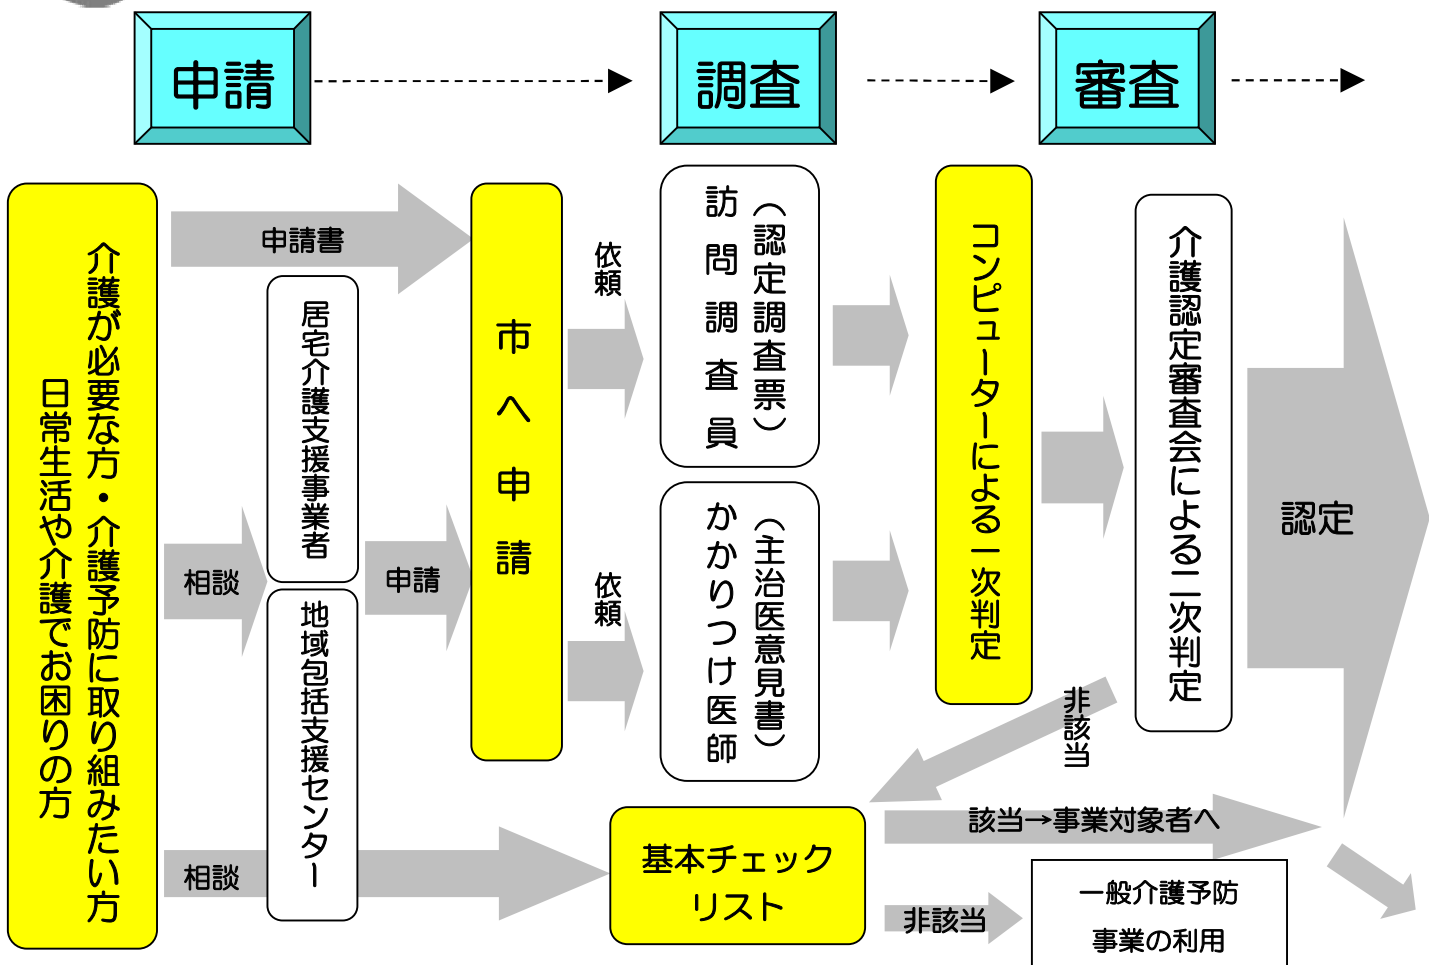 申請
調査
審査
介護が必要な方・介護予防に取り組みたい方
日常生活や介護でお困りの方
申請書
相談
相談
居宅介護支援事業者
地域包括支援センター
申請
市へ申請
依頼
依頼
（認定調査票）
訪問調査員
（主治医意見書）
かかりつけ医師
コンピューターによる一次判定
介護認定審査会による二次判定
認定
非該当
基本チェック
リスト
該当→事業対象者へ
非該当
一般介護予防
事業の利用